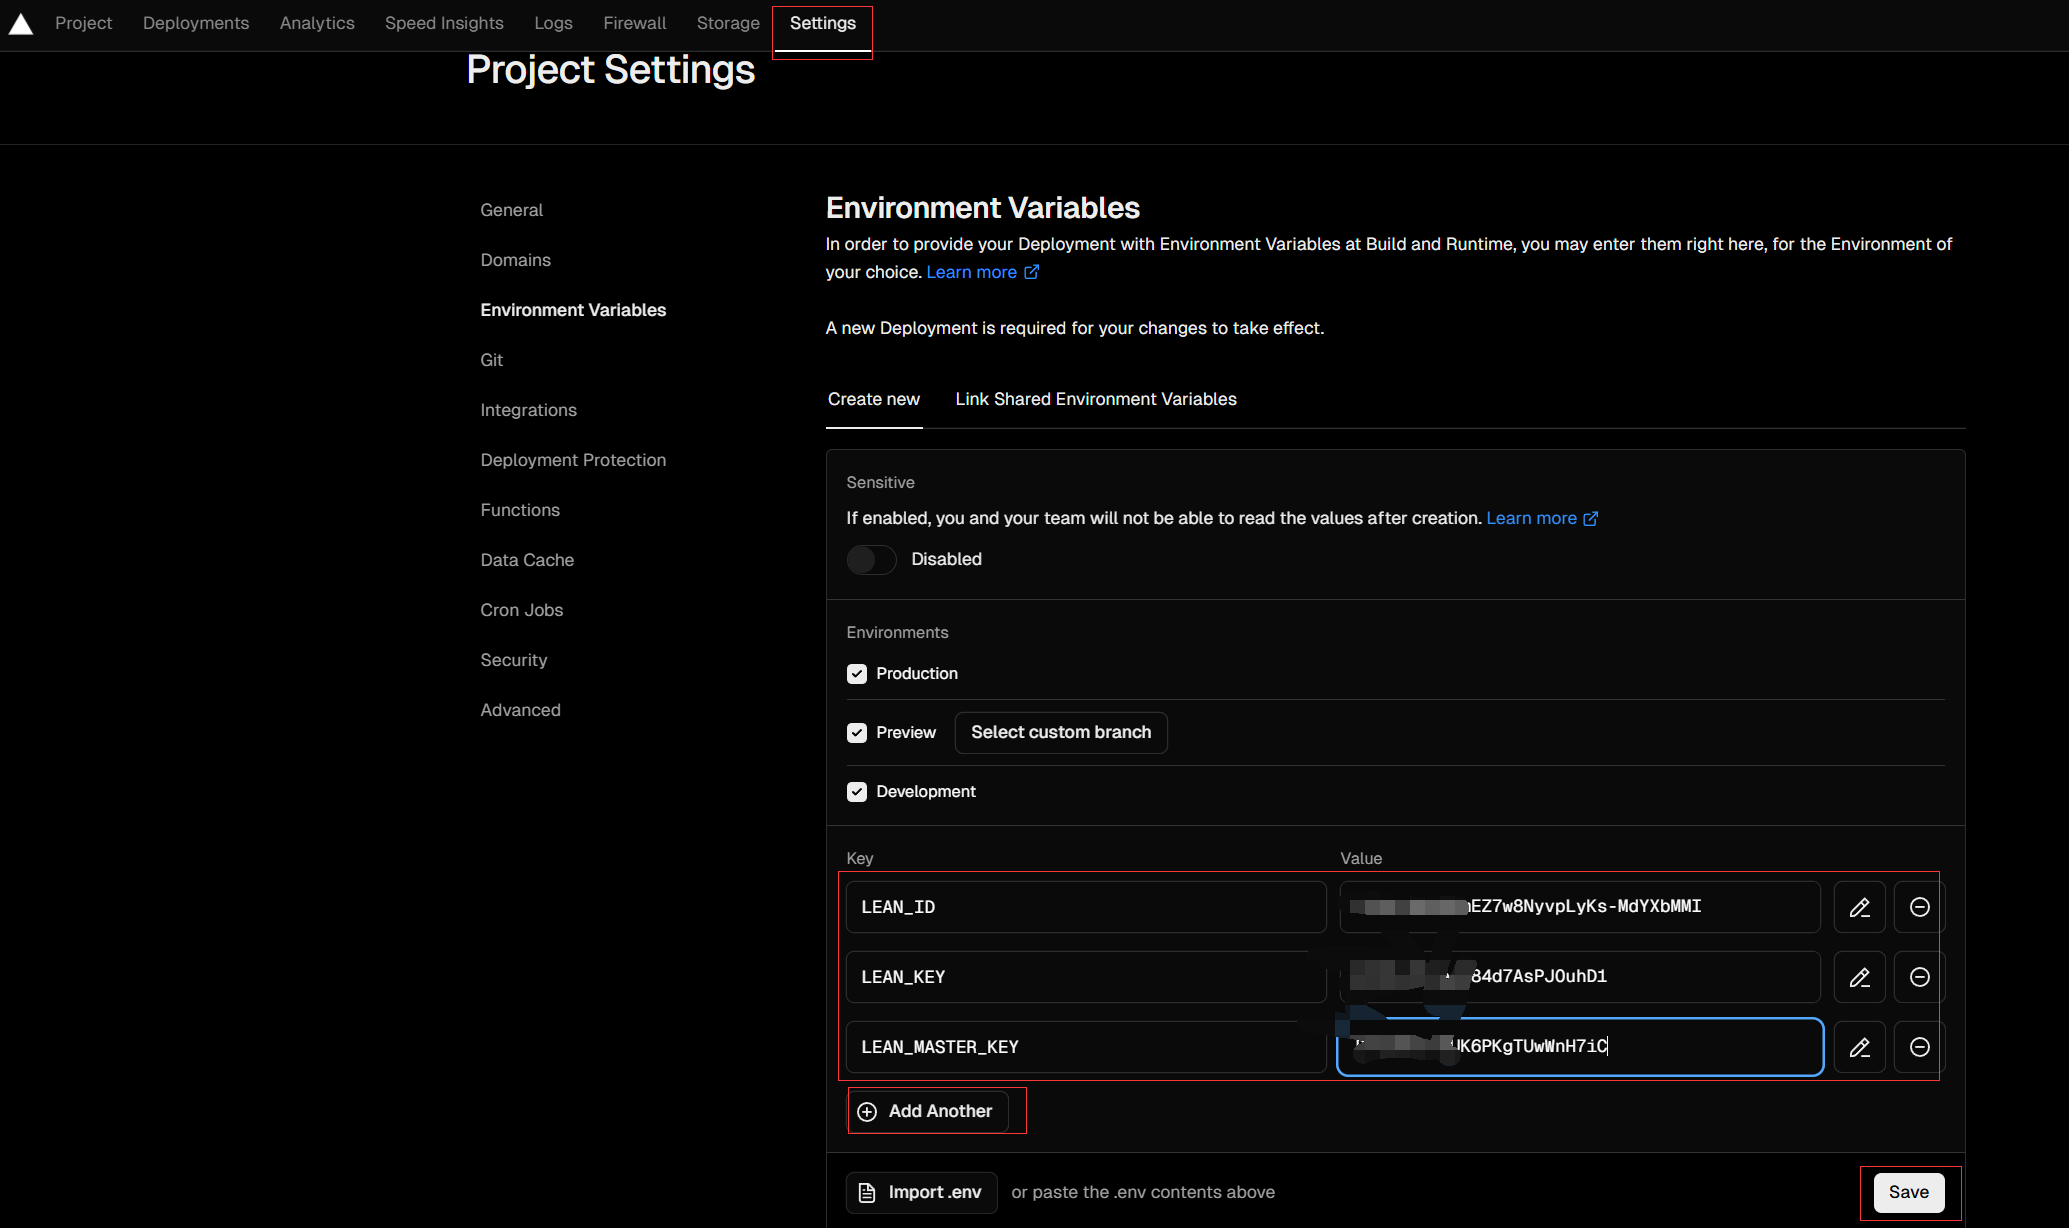 Project Deployments Analytics Speed Insights Logs Firewall Storage Settings
Project Settings
General
Domains
Environment Variables
Git
Integrations
Deployment Protection
Functions
Data Cache
Cron Jobs
Security
Advanced
Environment Variables
In order to provide your Deployment with Environment Variables at Build and Runtime, you may enter them right here, for the Environment of
your choice. Learn more
A new Deployment is required for your changes to take effect.
Create new Link Shared Environment Variables
Sensitive
If enabled, you and your team will not be able to read the values after creation. Learn more
Disabled
Environments
Production
Preview Select custom branch
Development
Key Value
LEAN_ID EZ7w8NyvpLyKs-MdYXbMMI
LEAN_KEY 84d7AsPJOuhD1
LEAN_MASTER_KEY K6PKgTUwWnH7iC
Add Another
Import .env or paste the .env contents above Save